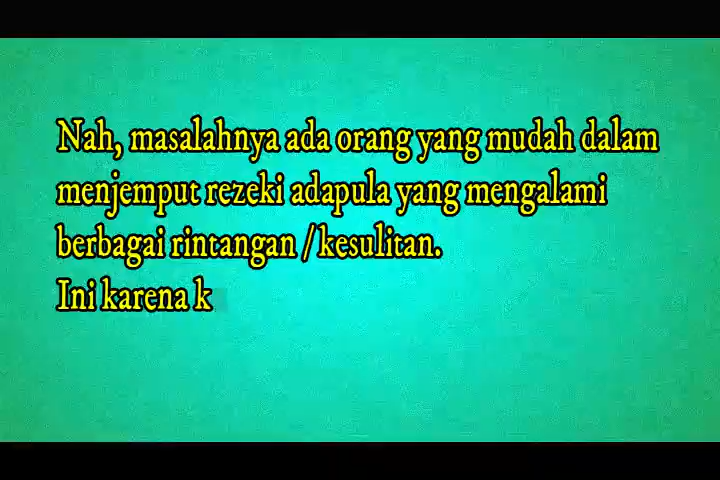 Nah, masalahnya ada orang yang mudah dalam
menjemput rezeki adapula yang mengalami
berbagai rintangan / kesulitan.
Ini karena k